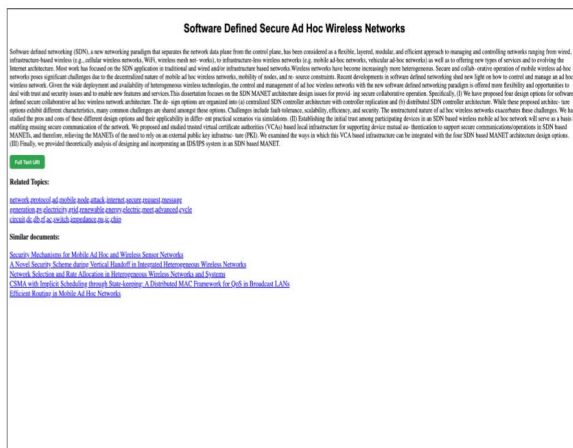 Software Defined Secure Ad Hoc Wireless Networks
Software defined networking (SDN), a new networking paradigm that separates the network data plane from the control plane, has been considered as a flexible, layered, modular, and efficient approach to managing and controlling networks ranging from wired,
infrastructure-based wireless (e.g., cellular wireless networks, WiFi, wireless mesh net- works), to infrastructure-less wireless networks (e.g. mobile ad-hoc networks, vehicular ad-hoc networks) as well as to offering new types of services and to evolving the
Internet architecture. Most work has focused on the SDN application in traditional and wired and/or infrastructure based networks.Wireless networks have become increasingly more heterogeneous. Secure and collab- orative operation of mobile wireless ad-hoc
networks poses significant challenges due to the decentralized nature of mobile ad hoc wireless networks, mobility of nodes, and re- source constraints. Recent developments in software defined networking shed new light on how to control and manage an ad hoc
wireless network. Given the wide deployment and availability of heterogeneous wireless technologies, the control and management of ad hoc wireless networks with the new software defined networking paradigm is offered more flexibility and opportunities to
deal with trust and security issues and to enable new features and services.This dissertation focuses on the SDN MANET architecture design issues for provid- ing secure collaborative operation. Specifically, (I) We have proposed four design options for software
defined secure collaborative ad hoc wireless network architecture. The de- sign options are organized into (a) centralized SDN controller architecture with controller replication and (b) distributed SDN controller architecture. While these proposed architec- ture
options exhibit different characteristics, many common challenges are shared amongst these options. Challenges include fault-tolerance, scalability, efficiency, and security. The unstructured nature of ad hoc wireless networks exacerbates these challenges. We ha
studied the pros and cons of these different design options and their applicability in differ- ent practical scenarios via simulations. (II) Establishing the initial trust among participating devices in an SDN based wireless mobile ad hoc network will serve as a basis
enabling ensuing secure communication of the network. We proposed and studied trusted virtual certificate authorities (VCAs) based local infrastructure for supporting device mutual au- thentication to support secure communications/operations in SDN based
MANETs, and therefore, relieving the MANETs of the need to rely on an external public key infrastruc- ture (PKI). We examined the ways in which this VCA based infrastructure can be integrated with the four SDN based MANET architecture design options.
(III) Finally, we provided theoretically analysis of designing and incorporating an IDS/IPS system in an SDN based MANET.
Full Text URI
Related Topics:
network,protocol,ad,mobile,node,attack,internet,secure,request,message
generation,pv,electricity,grid,renewable,energy,electric,meet,advanced,cycle
circuit,dc,db,rf,ac,switch,impedance,pa,ic,chip
Similar documents:
Security Mechanisms for Mobile Ad Hoc and Wireless Sensor Networks
A Novel Security Scheme during Vertical Handoff in Integrated Heterogeneous Wireless Networks
Network Selection and Rate Allocation in Heterogeneous Wireless Networks and Systems
CSMA with Implicit Scheduling through State-keeping: A Distributed MAC Framework for QoS in Broadcast LANs
Efficient Routing in Mobile Ad Hoc Networks